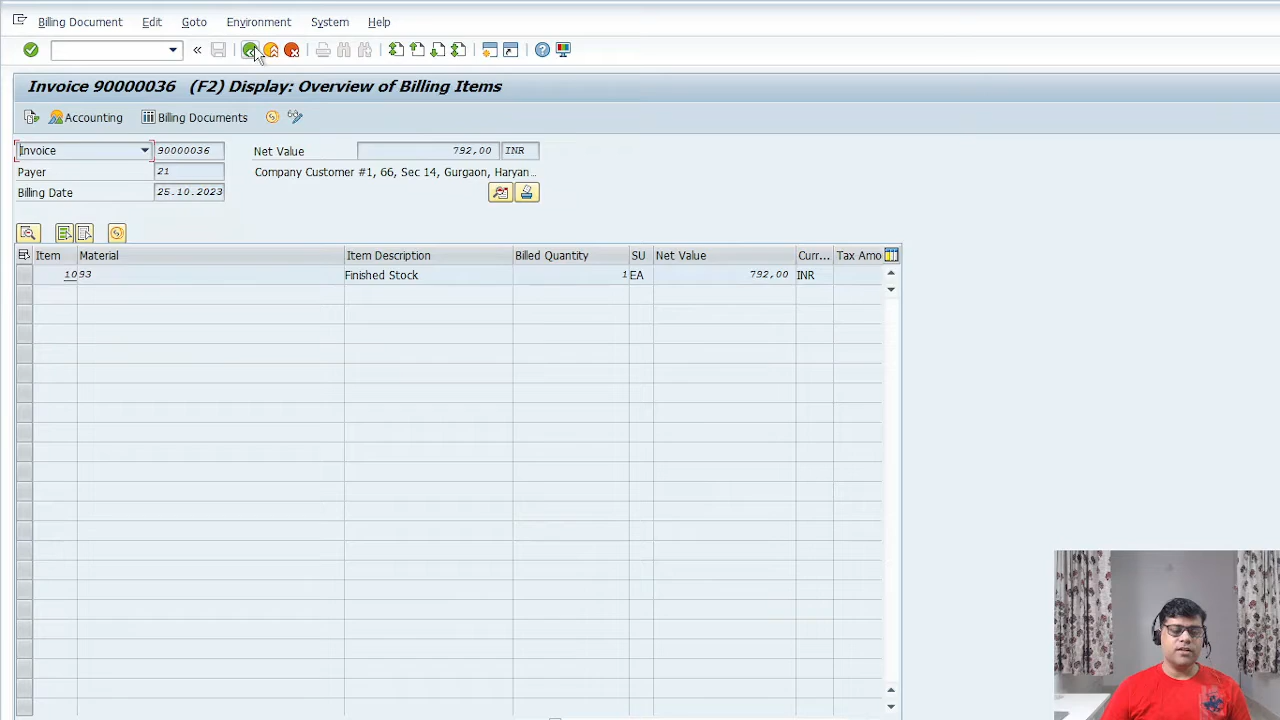 Billing Document Edit Goto Environment System Help
Invoice 90000036 (F2) Display: Overview of Billing Items
Accounting Billing Documents
Invoice 90000036 Net Value 792,00 INR
Payer 21 Company Customer #1, 66, Sec 14, Gurgaon, Haryan...
Billing Date 25.10.2023
Item Material Item Description Billed Quantity SU Net Value Curr... Tax Amo
10 93 Finished Stock 1 EA 792,00 INR